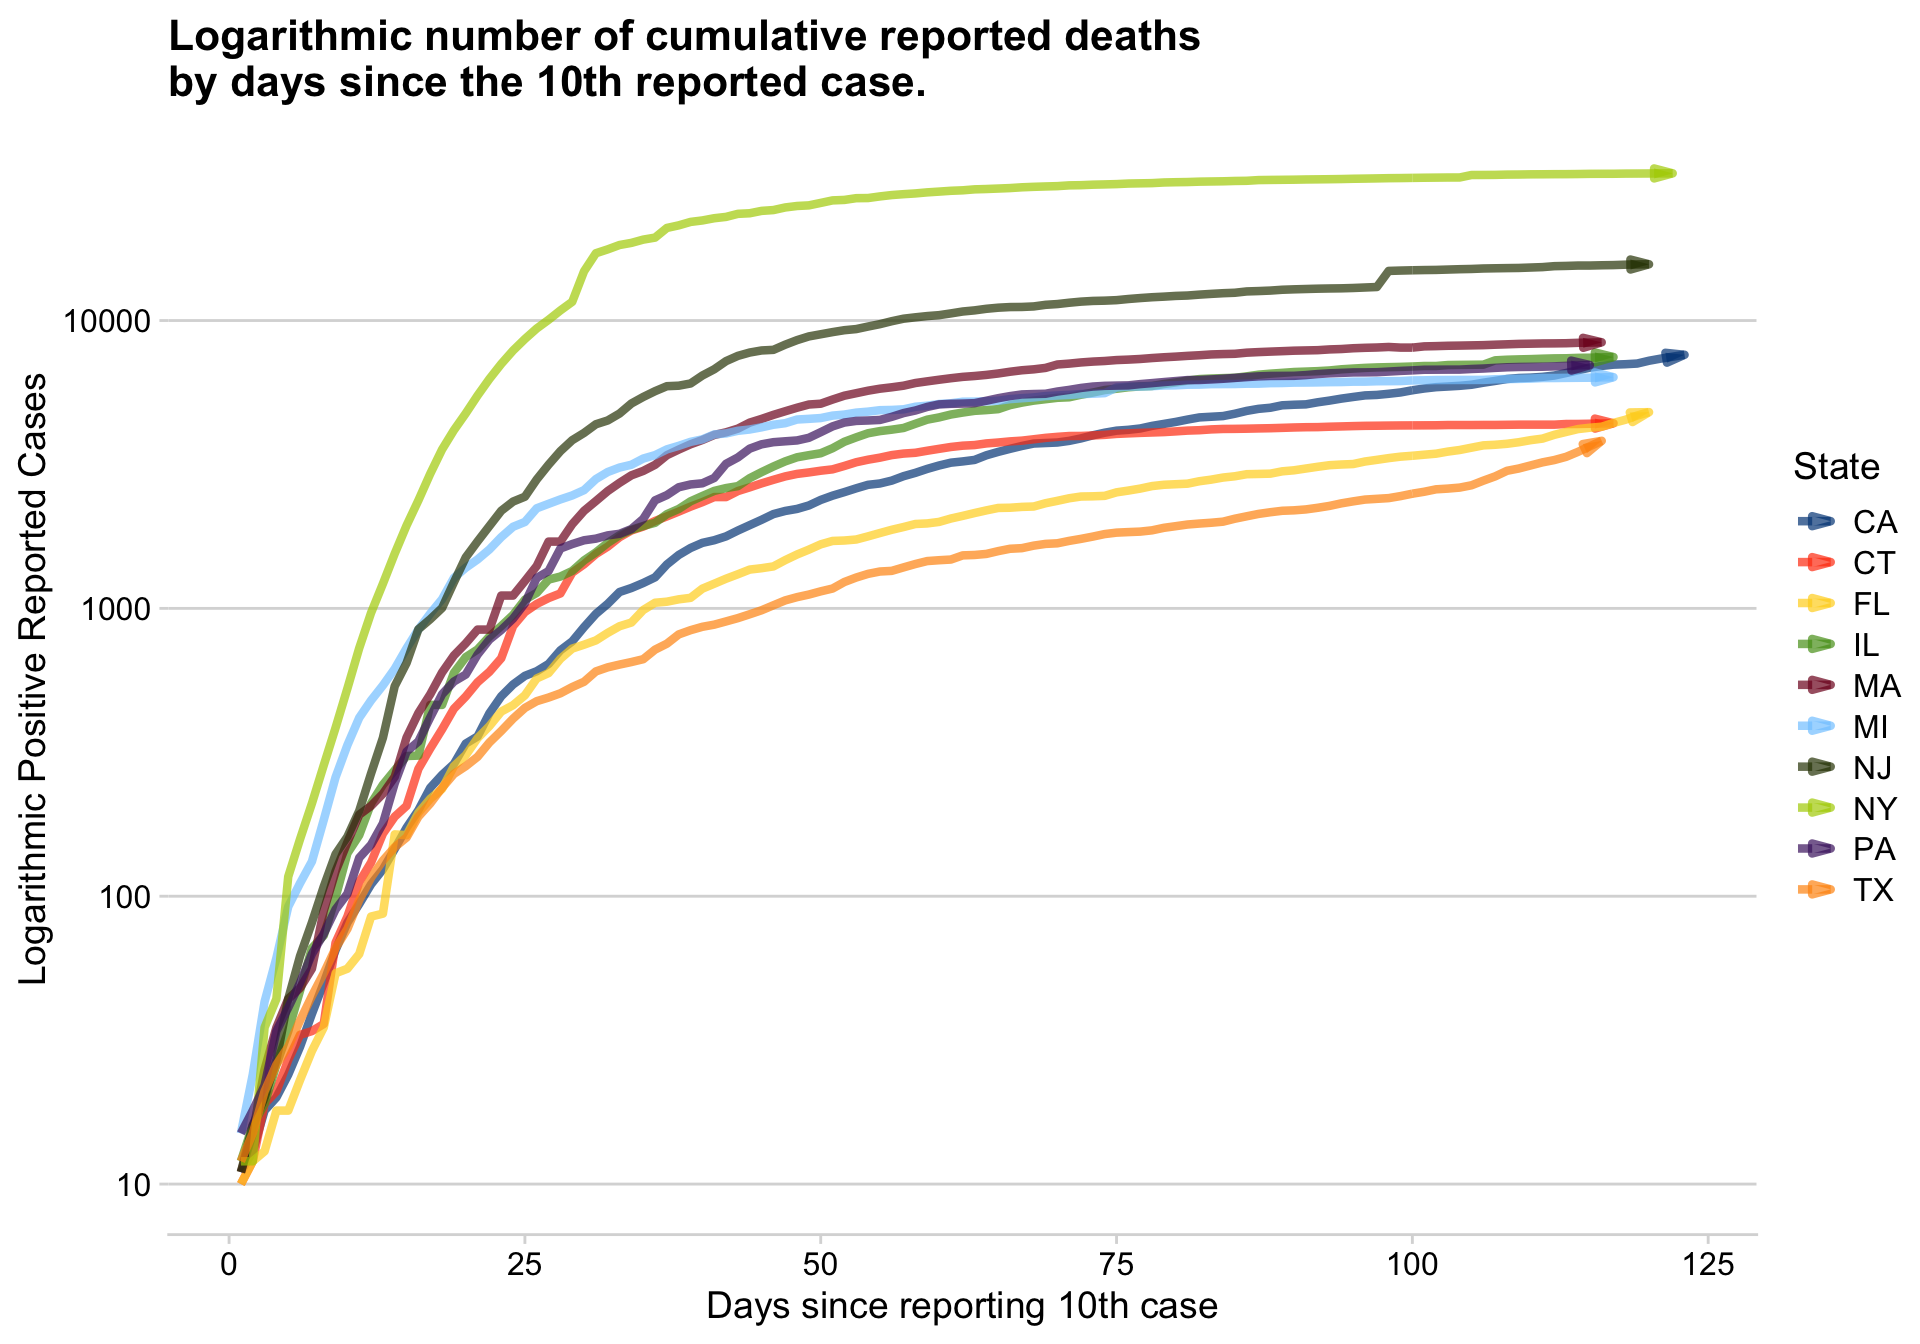 Logarithmic number of cumulative reported deaths
by days since the 10th reported case.
Logarithmic Positive Reported Cases
10000
1000
100
10
0
25
50
75
100
125
Days since reporting 10th case
State
CA
CT
FL
IL
MA
MI
NJ
NY
PA
TX